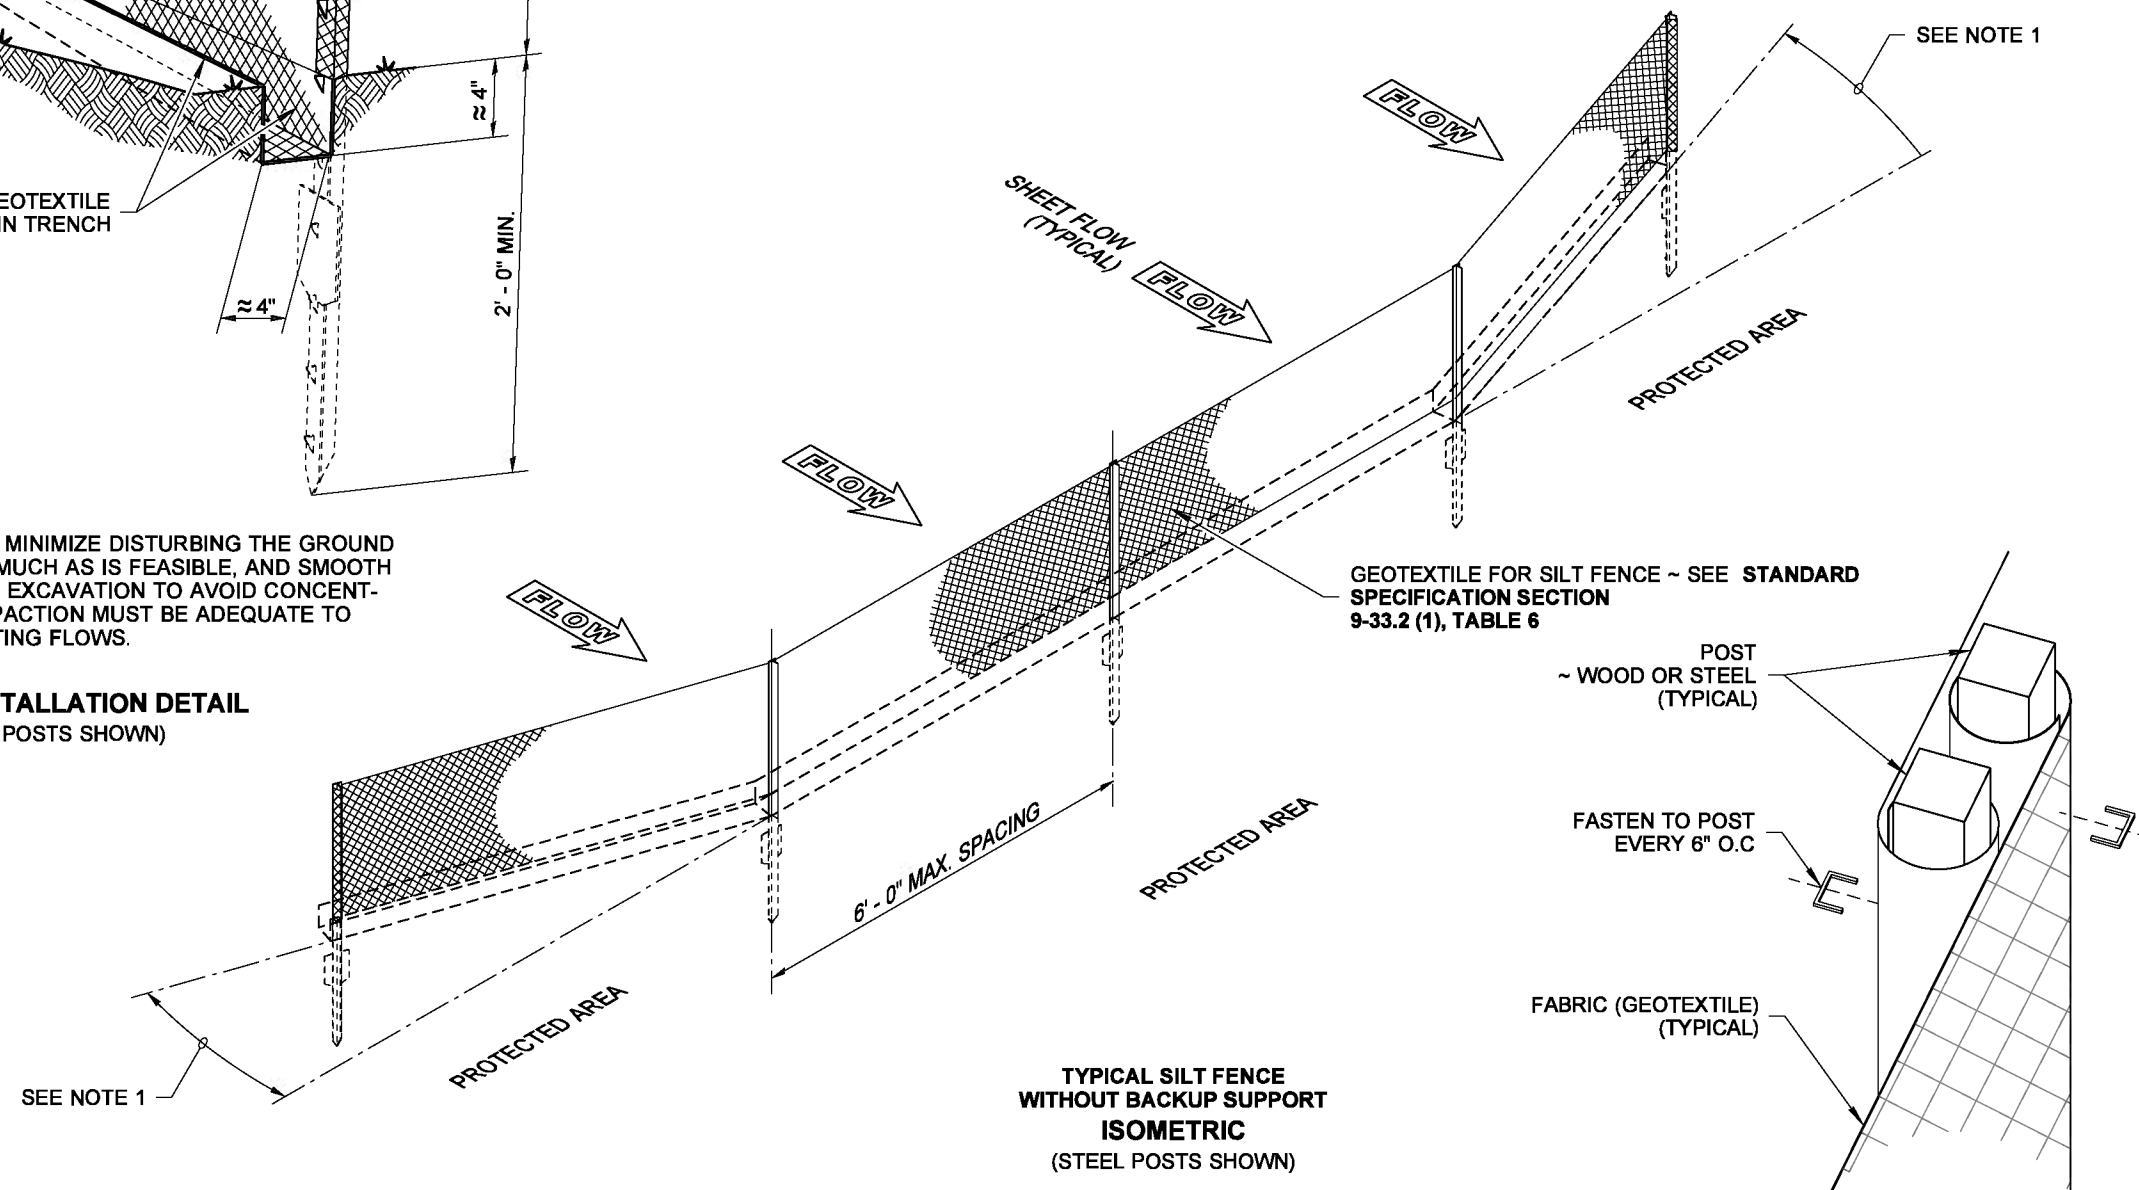 SEE NOTE 1
≈ 4"
FLOW
EOTEXTILE
IN TRENCH
SHEET FLOW
(TYPICAL)
FLOW
2' - 0" MIN.
≈ 4"
PROTECTED AREA
FLOW
MINIMIZE DISTURBING THE GROUND
MUCH AS IS FEASIBLE, AND SMOOTH
EXCAVATION TO AVOID CONCENT-
PACTION MUST BE ADEQUATE TO
TING FLOWS.
FLOW
GEOTEXTILE FOR SILT FENCE ~ SEE STANDARD
SPECIFICATION SECTION
9-33.2 (1), TABLE 6
TALLATION DETAIL
POSTS SHOWN)
POST
~ WOOD OR STEEL
(TYPICAL)
6' - 0" MAX. SPACING
PROTECTED AREA
FASTEN TO POST
EVERY 6" O.C
PROTECTED AREA
FABRIC (GEOTEXTILE)
(TYPICAL)
SEE NOTE 1
TYPICAL SILT FENCE
WITHOUT BACKUP SUPPORT
ISOMETRIC
(STEEL POSTS SHOWN)